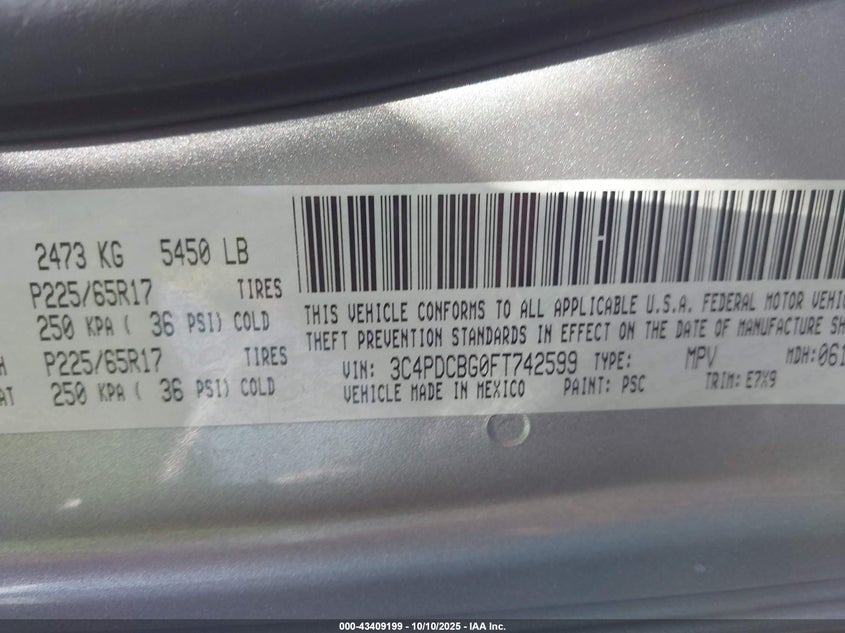 2473 KG 5450 LB
P225/65R17 TIRES
250 KPA ( 36 PSI) COLD
P225/65R17 TIRES
250 KPA ( 36 PSI) COLD
THIS VEHICLE CONFORMS TO ALL APPLICABLE U.S.A. FEDERAL MOTOR VEHIC
THEFT PREVENTION STANDARDS IN EFFECT ON THE DATE OF MANUFACTURE SH
VIN: 3C4PDCBG0FT742599 TYPE: MPV MDH:061
VEHICLE MADE IN MEXICO PAINT: PSC TRIM: E7X9
000-43409199 - 10/10/2025 - IAA Inc.